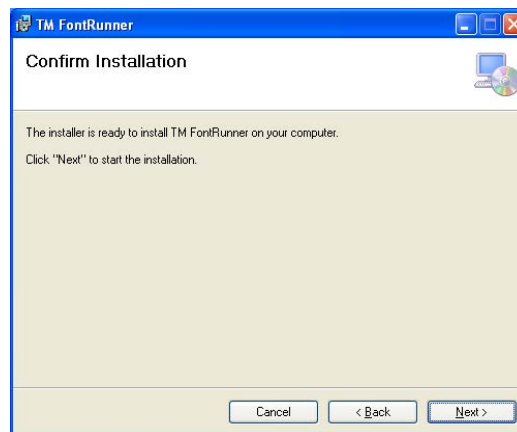 TM FontRunner
Confirm Installation
The installer is ready to install TM FontRunner on your computer.
Click "Next" to start the installation.
Cancel
< Back
Next >